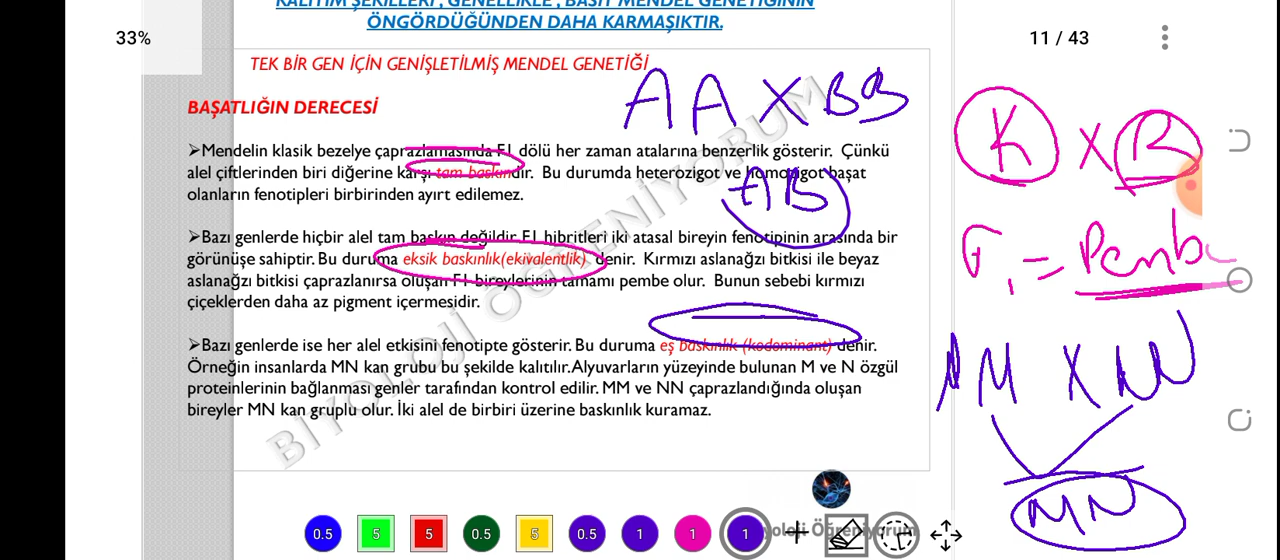 KALITIM ŞEKİLLERİ , GENELLİKLE , BASİT MENDEL GENETİĞİNİN
ÖNGÖRDÜĞÜNDEN DAHA KARMAŞIKTIR.
33%
11 / 43
TEK BİR GEN İÇİN GENİŞLETİLMİŞ MENDEL GENETİĞİ
AA X BB
BAŞATLIĞIN DERECESİ
K X B
➢Mendelin klasik bezelye çaprazlamasında F1 dölü her zaman atalarına benzerlik gösterir. Çünkü
alel çiftlerinden biri diğerine karşı tam baskındır. Bu durumda heterozigot ve homozigot başat
olanların fenotipleri birbirinden ayırt edilemez.
AB
➢Bazı genlerde hiçbir alel tam baskın değildir.F1 hibritleri iki atasal bireyin fenotipinin arasında bir
görünüşe sahiptir. Bu duruma eksik baskınlık(ekivalentlik) denir. Kırmızı aslanağzı bitkisi ile beyaz
aslanağzı bitkisi çaprazlanırsa oluşan F1 bireylerinin tamamı pembe olur. Bunun sebebi kırmızı
çiçeklerden daha az pigment içermesidir.
F1 = Pembe
➢Bazı genlerde ise her alel etkisini fenotipte gösterir. Bu duruma eş baskınlık (kodominant) denir.
Örneğin insanlarda MN kan grubu bu şekilde kalıtılır.Alyuvarların yüzeyinde bulunan M ve N özgül
proteinlerinin bağlanması genler tarafından kontrol edilir. MM ve NN çaprazlandığında oluşan
bireyler MN kan gruplu olur. İki alel de birbiri üzerine baskınlık kuramaz.
MM X NN
MN
BİYOLOJİ ÖĞRENİYORUM
0.5 5 5 0.5 5 0.5 1 1 1
yoloji Öğreniyorum